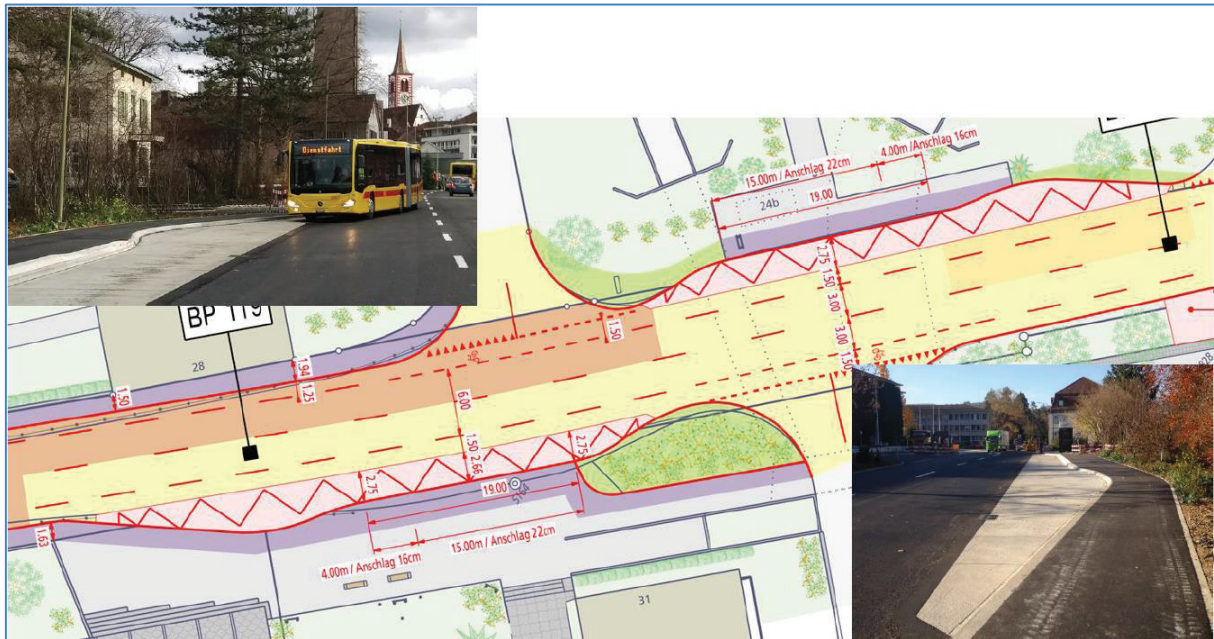 Dienstfahrt
BP 119
15.00m / Anschlag 22cm
4.00m / Anschlag 16cm
19.00
24b
2.75
1.50
3.00
3.00
1.50
1.50
28
1.94
1.25
1.50
6.00
1.50
2.66
2.75
2.75
19.00
1.63
15.00m / Anschlag 22cm
4.00m / Anschlag 16cm
31